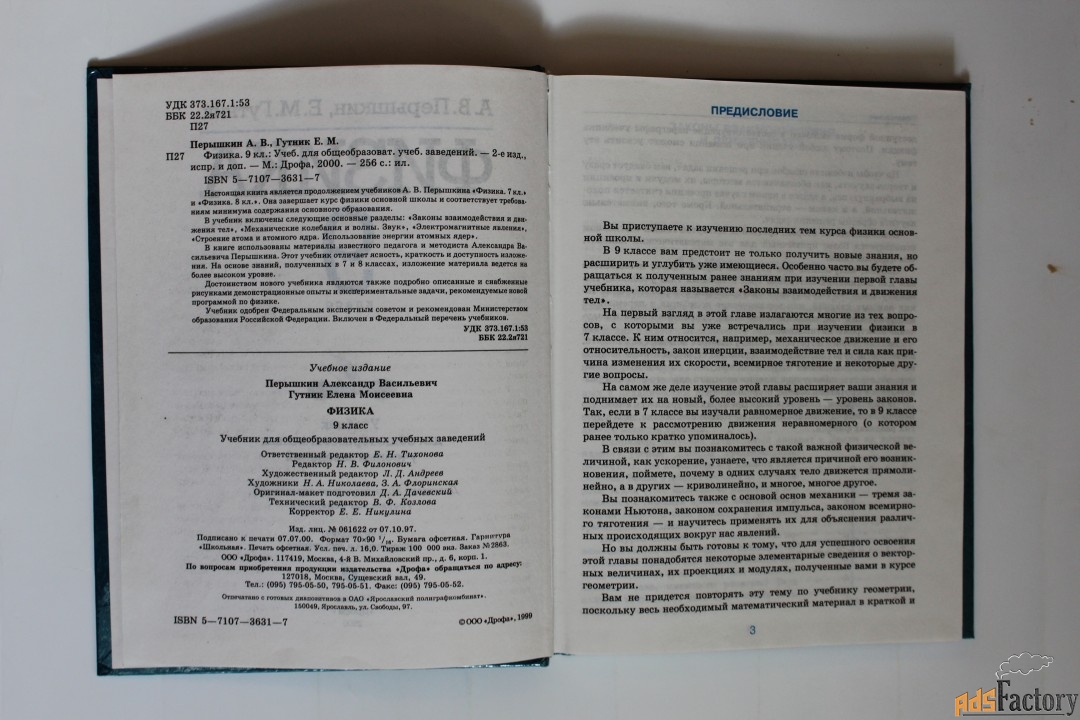 УДК 373.167.1:53
ББК 22.2я721
П27
Перышкин А. В., Гутник Е. М.
П27 Физика. 9 кл.: Учеб. для общеобразоват. учеб. заведений. — 2-е изд.,
испр. и доп. — М.: Дрофа, 2000. — 256 с.: ил.
ISBN 5—7107—3631—7
Настоящая книга является продолжением учебников А. В. Перышкина «Физика. 7 кл.»
и «Физика. 8 кл.». Она завершает курс физики основной школы и соответствует требова-
ниям минимума содержания основного образования.
В учебник включены следующие основные разделы: «Законы взаимодействия и дви-
жения тел», «Механические колебания и волны. Звук», «Электромагнитные явления»,
«Строение атома и атомного ядра. Использование энергии атомных ядер».
В книге использованы материалы известного педагога и методиста Александра Ва-
сильевича Перышкина. Этот учебник отличает ясность, краткость и доступность изложе-
ния. На основе знаний, полученных в 7 и 8 классах, изложение материала ведется на
более высоком уровне.
Достоинством нового учебника являются также подробно описанные и снабженные
рисунками демонстрационные опыты и экспериментальные задачи, рекомендуемые новой
программой по физике.
Учебник одобрен Федеральным экспертным советом и рекомендован Министерством
образования Российской Федерации. Включен в Федеральный перечень учебников.
УДК 373.167.1:53
ББК 22.2я721
Учебное издание
Перышкин Александр Васильевич
Гутник Елена Моисеевна
ФИЗИКА
9 класс
Учебник для общеобразовательных учебных заведений
Ответственный редактор Е. Н. Тихонова
Редактор Н. В. Филонович
Художественный редактор Л. Д. Андреев
Художники Н. А. Николаева, З. А. Флоринская
Оригинал-макет подготовил Д. А. Дачевский
Технический редактор В. Ф. Козлова
Корректор Е. Е. Никулина
Изд. лиц. № 061622 от 07.10.97.
Подписано к печати 07.07.00. Формат 70×90 1/16. Бумага офсетная. Гарнитура
«Школьная». Печать офсетная. Усл. печ. л. 16,0. Тираж 100 000 экз. Заказ № 2863.
ООО «Дрофа». 117419, Москва, 4-й В. Михайловский пр., д. 6, корп. 1.
По вопросам приобретения продукции издательства «Дрофа» обращаться по адресу:
127018, Москва, Сущевский вал, 49.
Тел.: (095) 795-05-50, 795-05-51. Факс: (095) 795-05-52.
Отпечатано с готовых диапозитивов в ОАО «Ярославский полиграфкомбинат».
150049, Ярославль, ул. Свободы, 97.
ISBN 5—7107—3631—7
© ООО «Дрофа», 1999
ПРЕДИСЛОВИЕ
Вы приступаете к изучению последних тем курса физики основ-
ной школы.
В 9 классе вам предстоит не только получить новые знания, но
расширить и углубить уже имеющиеся. Особенно часто вы будете об-
ращаться к полученным ранее знаниям при изучении первой главы
учебника, которая называется «Законы взаимодействия и движения
тел».
На первый взгляд в этой главе излагаются многие из тех вопро-
сов, с которыми вы уже встречались при изучении физики в
7 классе. К ним относится, например, механическое движение и его
относительность, закон инерции, взаимодействие тел и сила как при-
чина изменения их скорости, всемирное тяготение и некоторые дру-
гие вопросы.
На самом же деле изучение этой главы расширяет ваши знания и
поднимает их на новый, более высокий уровень — уровень законов.
Так, если в 7 классе вы изучали равномерное движение, то в 9 классе
перейдете к рассмотрению движения неравномерного (о котором
ранее только кратко упоминалось).
В связи с этим вы познакомитесь с такой важной физической ве-
личиной, как ускорение, узнаете, что является причиной его возник-
новения, поймете, почему в одних случаях тело движется прямоли-
нейно, а в других — криволинейно, и многое, многое другое.
Вы познакомитесь также с основой основ механики — тремя за-
конами Ньютона, законом сохранения импульса, законом всемирно-
го тяготения — и научитесь применять их для объяснения различ-
ных происходящих вокруг нас явлений.
Но вы должны быть готовы к тому, что для успешного освоения
этой главы понадобятся некоторые элементарные сведения о вектор-
ных величинах, их проекциях и модулях, полученные вами в курсе
геометрии.
Вам не придется повторять эту тему по учебнику геометрии,
поскольку весь необходимый математический материал в краткой и
3
AdsFactory